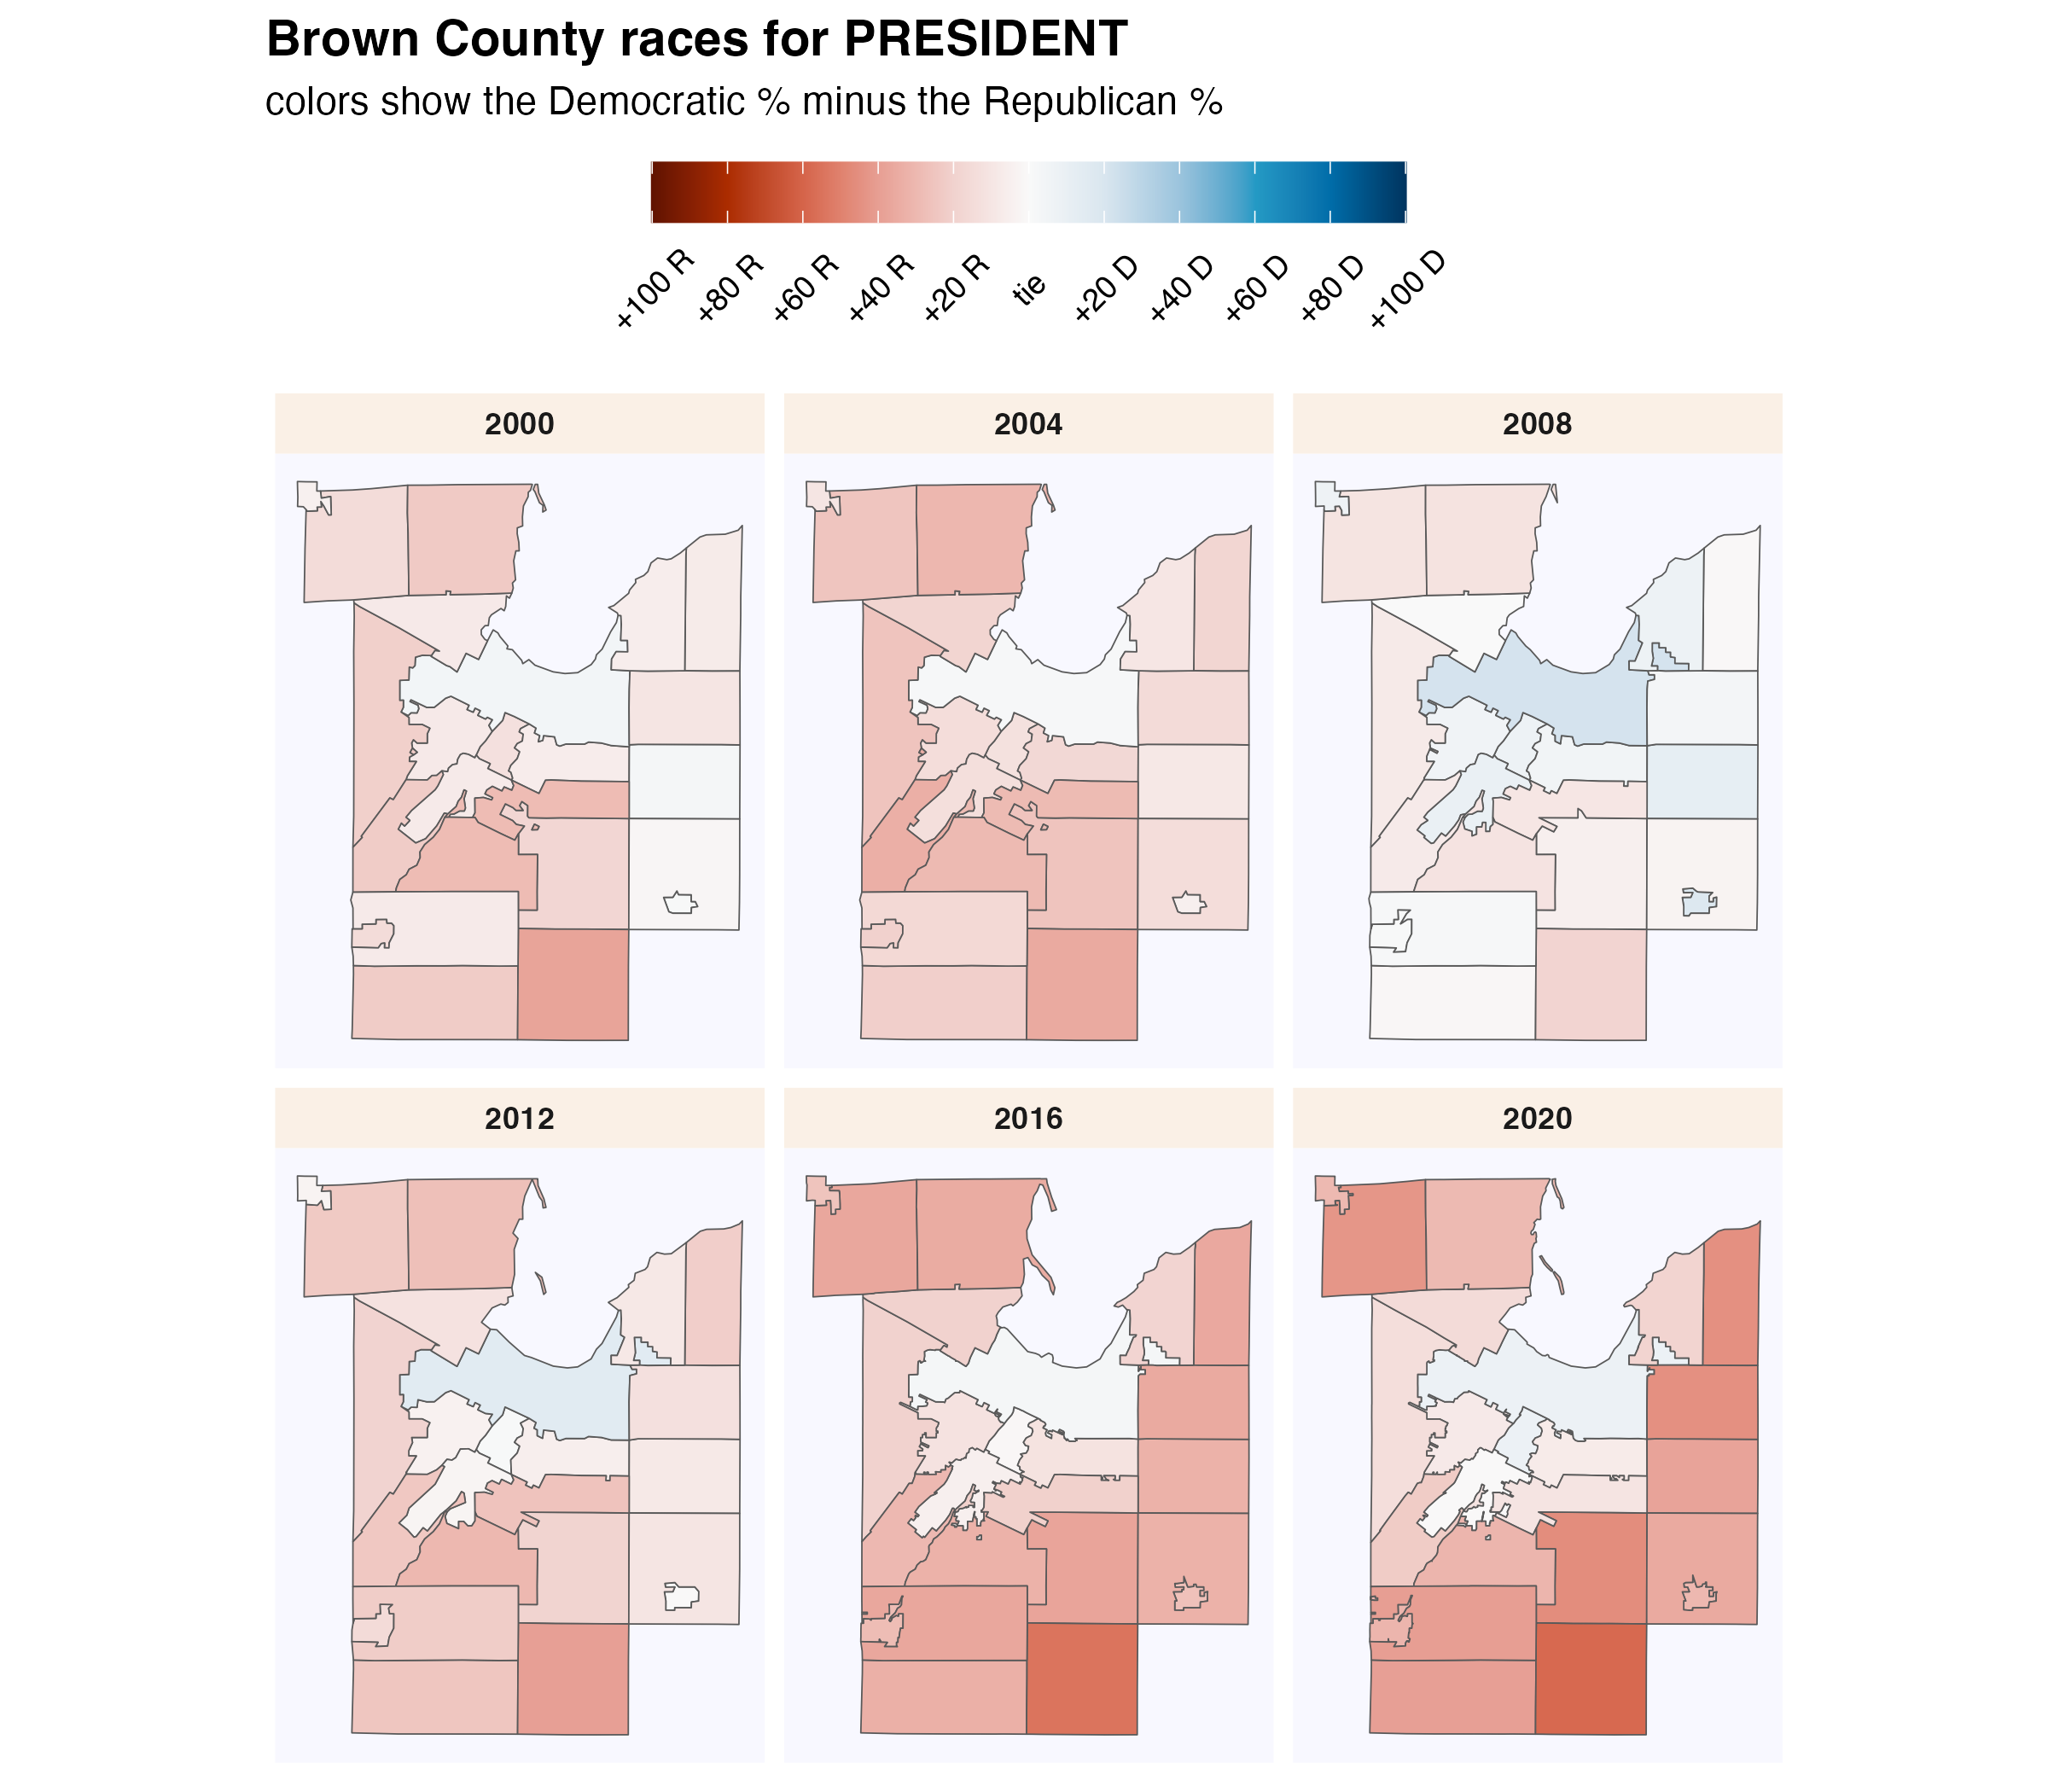 Brown County races for PRESIDENT
colors show the Democratic % minus the Republican %
+100 R
+80 R
+60 R
+40 R
+20 R
tie
+20 D
+40 D
+60 D
+80 D
+100 D
2000
2004
2008
2012
2016
2020